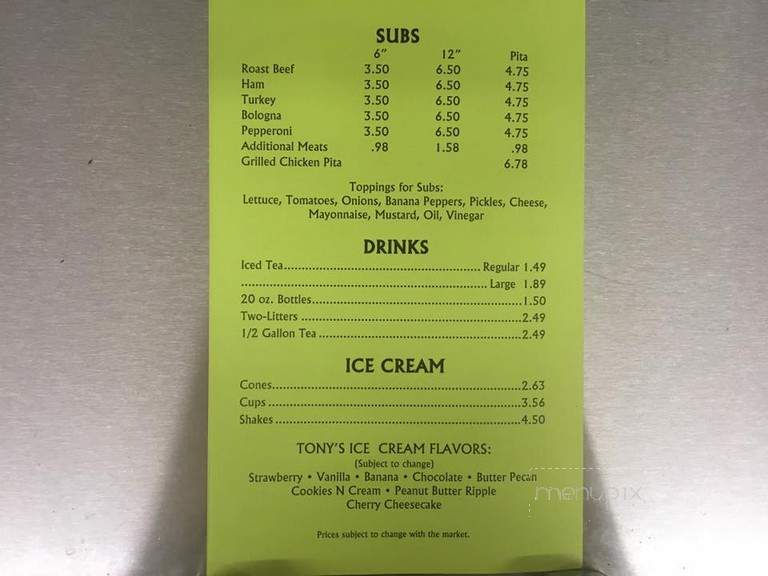 SUBS
6" 12" Pita
Roast Beef 3.50 6.50 4.75
Ham 3.50 6.50 4.75
Turkey 3.50 6.50 4.75
Bologna 3.50 6.50 4.75
Pepperoni 3.50 6.50 4.75
Additional Meats .98 1.58 .98
Grilled Chicken Pita 6.78
Toppings for Subs:
Lettuce, Tomatoes, Onions, Banana Peppers, Pickles, Cheese,
Mayonnaise, Mustard, Oil, Vinegar
DRINKS
Iced Tea.................................................. Regular 1.49
............................................................... Large 1.89
20 oz. Bottles......................................................1.50
Two-Litters ........................................................2.49
1/2 Gallon Tea ...................................................2.49
ICE CREAM
Cones...............................................................2.63
Cups ................................................................3.56
Shakes ..............................................................4.50
TONY'S ICE CREAM FLAVORS:
(Subject to change)
Strawberry • Vanilla • Banana • Chocolate • Butter Pecan
Cookies N Cream • Peanut Butter Ripple
Cherry Cheesecake
menupix
Prices subject to change with the market.